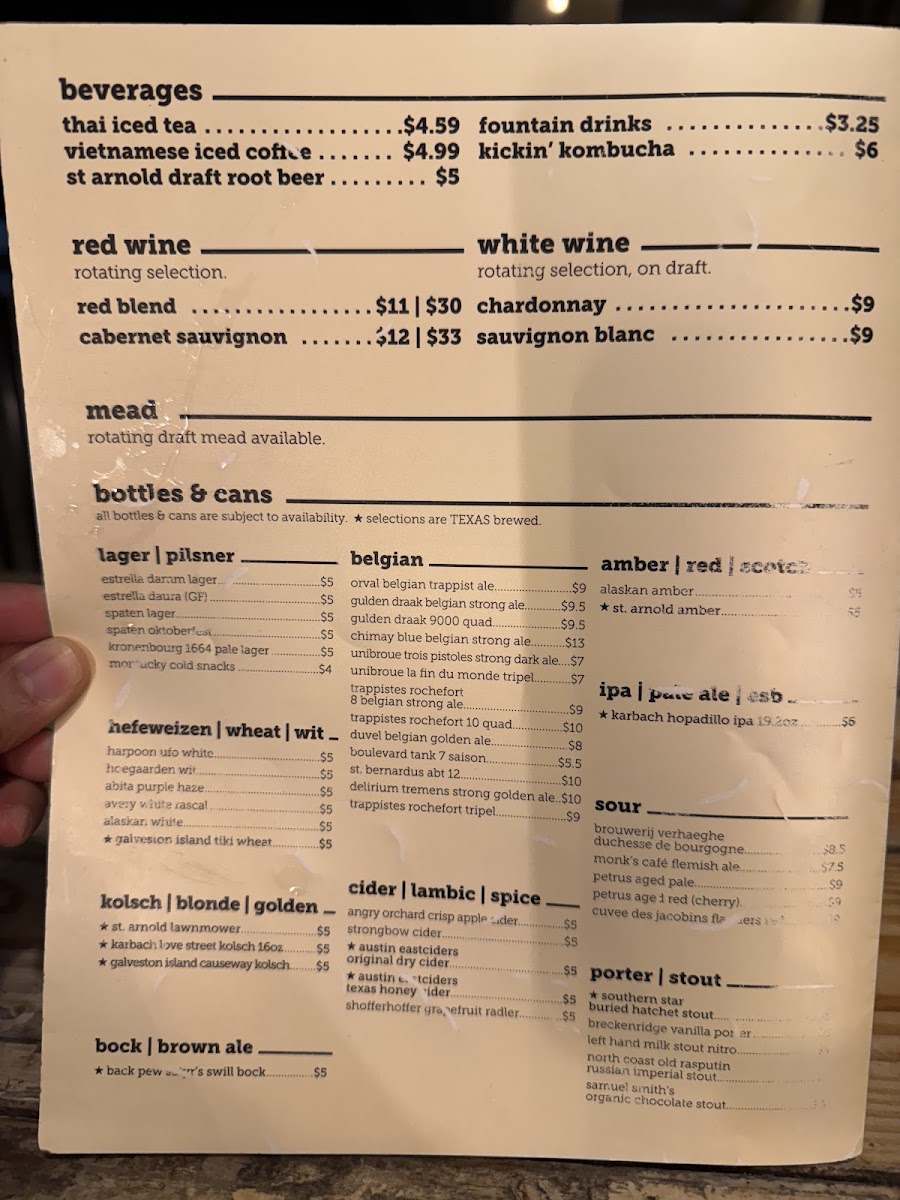 beverages
thai iced tea ..................$4.59
vietnamese iced coffee ....... $4.99
st arnold draft root beer ......... $5
fountain drinks ..............$3.25
kickin' kombucha .............. $6
red wine
rotating selection.
red blend .................$11 | $30
cabernet sauvignon .......$12 | $33
white wine
rotating selection, on draft.
chardonnay .....................$9
sauvignon blanc ................$9
mead
rotating draft mead available.
bottles & cans
all bottles & cans are subject to availability. ★ selections are TEXAS brewed.
lager | pilsner
estrella damm lager...$5
estrella daura (GF)...$5
spaten lager...$5
spaten oktoberfest...$5
kronenbourg 1664 pale lager...$5
cold snacks...$4
hefeweizen | wheat | wit
harpoon ufo white...$5
hoegaarden wit...$5
abita purple haze...$5
avery white rascal...$5
alaskan white...$5
★ galveston island tiki wheat...$5
kolsch | blonde | golden
★ st. arnold lawnmower...$5
★ karbach love street kolsch 16oz...$5
★ galveston island causeway kolsch...$5
bock | brown ale
★ back pew swill bock...$5
belgian
orval belgian trappist ale...$9
gulden draak belgian strong ale...$9.5
gulden draak 9000 quad...$9.5
chimay blue belgian strong ale...$13
unibroue trois pistoles strong dark ale...$7
unibroue la fin du monde tripel...$7
trappistes rochefort
8 belgian strong ale...$9
trappistes rochefort 10 quad...$10
duvel belgian golden ale...$8
boulevard tank 7 saison...$5.5
st. bernardus abt 12...$10
delirium tremens strong golden ale..$10
trappistes rochefort tripel...$9
cider | lambic | spice
angry orchard crisp apple cider...$5
strongbow cider...$5
★ austin eastciders
original dry cider...$5
★ austin eastciders
texas honey cider...$5
shofferhoffer grapefruit radler...$5
amber | red | scotch
alaskan amber...$5
★ st. arnold amber...$5
ipa | pale ale | esb
★ karbach hopadillo ipa 19.2oz...$6
sour
brouwerij verhaeghe
duchesse de bourgogne...$8.5
monk's café flemish ale...$7.5
petrus aged pale...$9
petrus aged red (cherry)...$9
cuvee des jacobins flanders
porter | stout
★ southern star
buried hatchet stout...
breckenridge vanilla porter...
left hand milk stout nitro...
north coast old rasputin
russian imperial stout...
samuel smith's
organic chocolate stout...